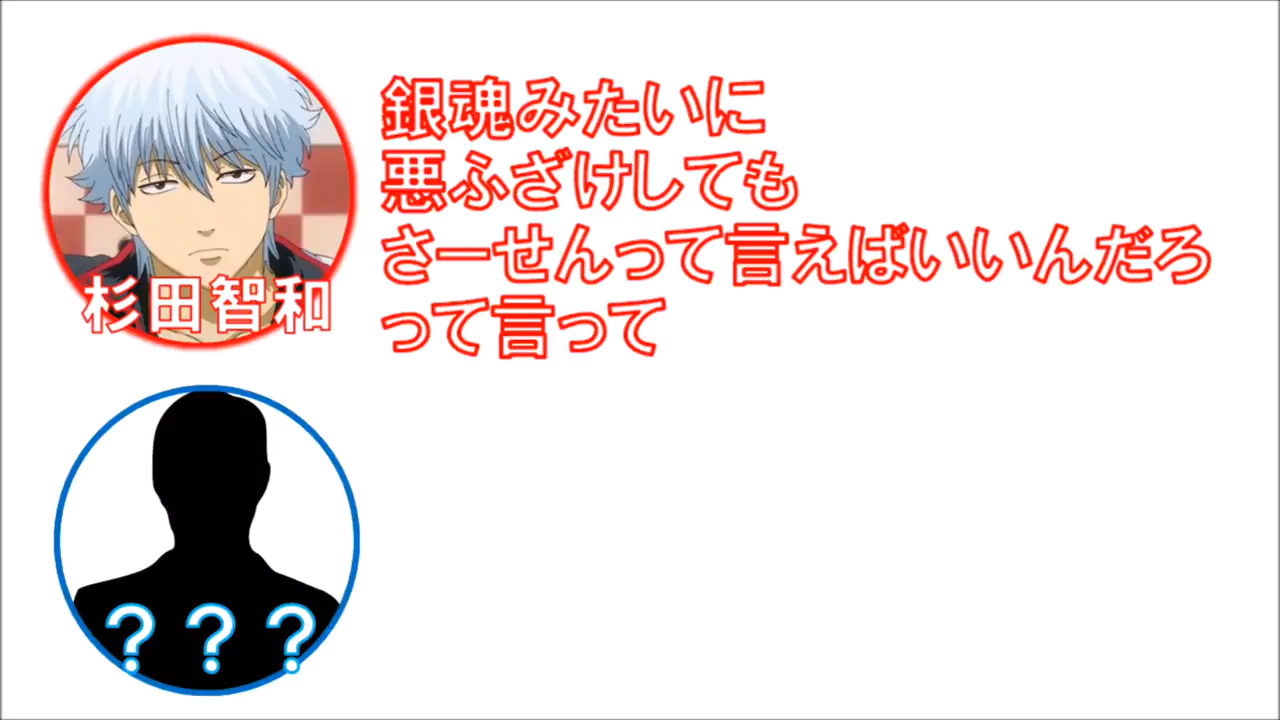 銀魂みたいに
悪ふざけしても
さーせんって言えばいいんだろ
って言って
杉田智和
？？？